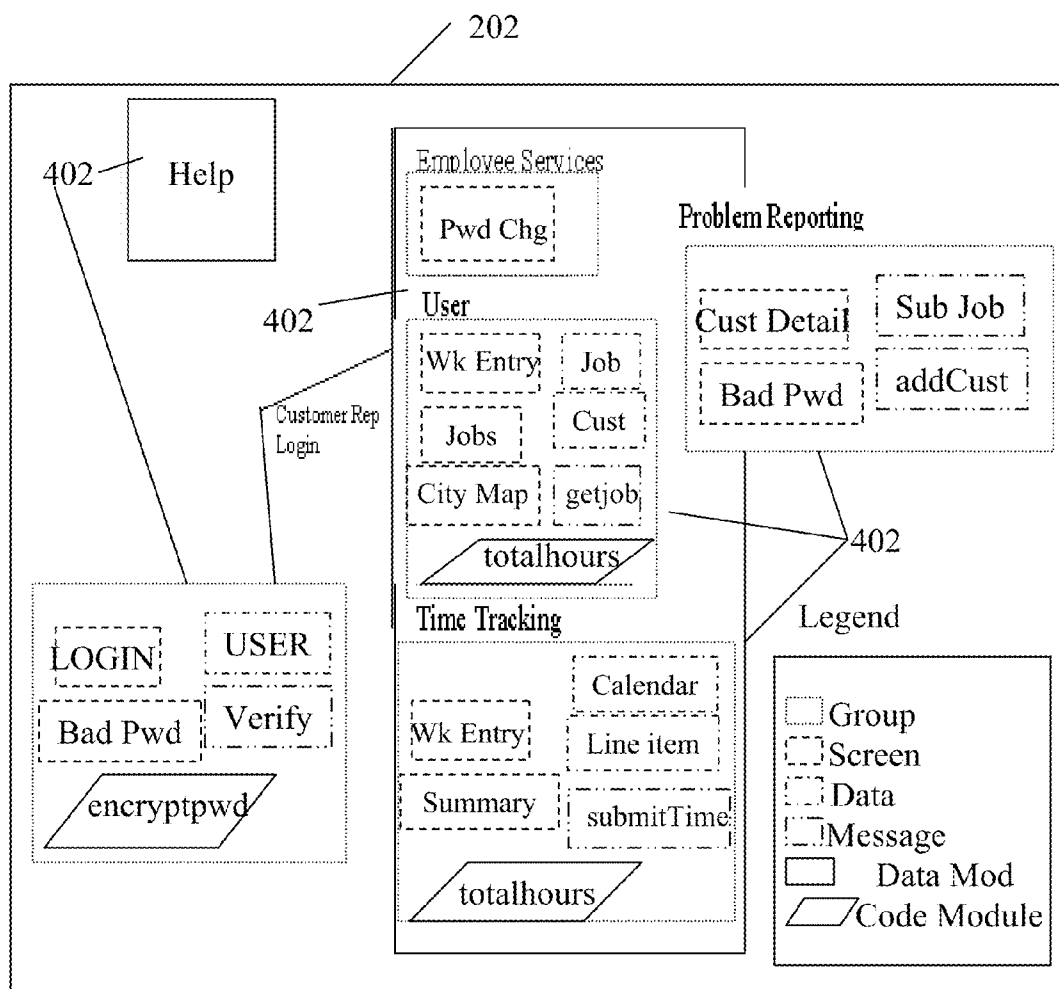 202
402
Help
Employee Services
Pwd Chg
Problem Reporting
Cust Detail
Sub Job
Bad Pwd
addCust
402
User
Wk Entry
Job
Jobs
Cust
City Map
getjob
totalhours
Customer Rep
Login
402
LOGIN
USER
Bad Pwd
Verify
encryptpwd
Time Tracking
Calendar
Wk Entry
Line item
Summary
submitTime
totalhours
Legend
Group
Screen
Data
Message
Data Mod
Code Module